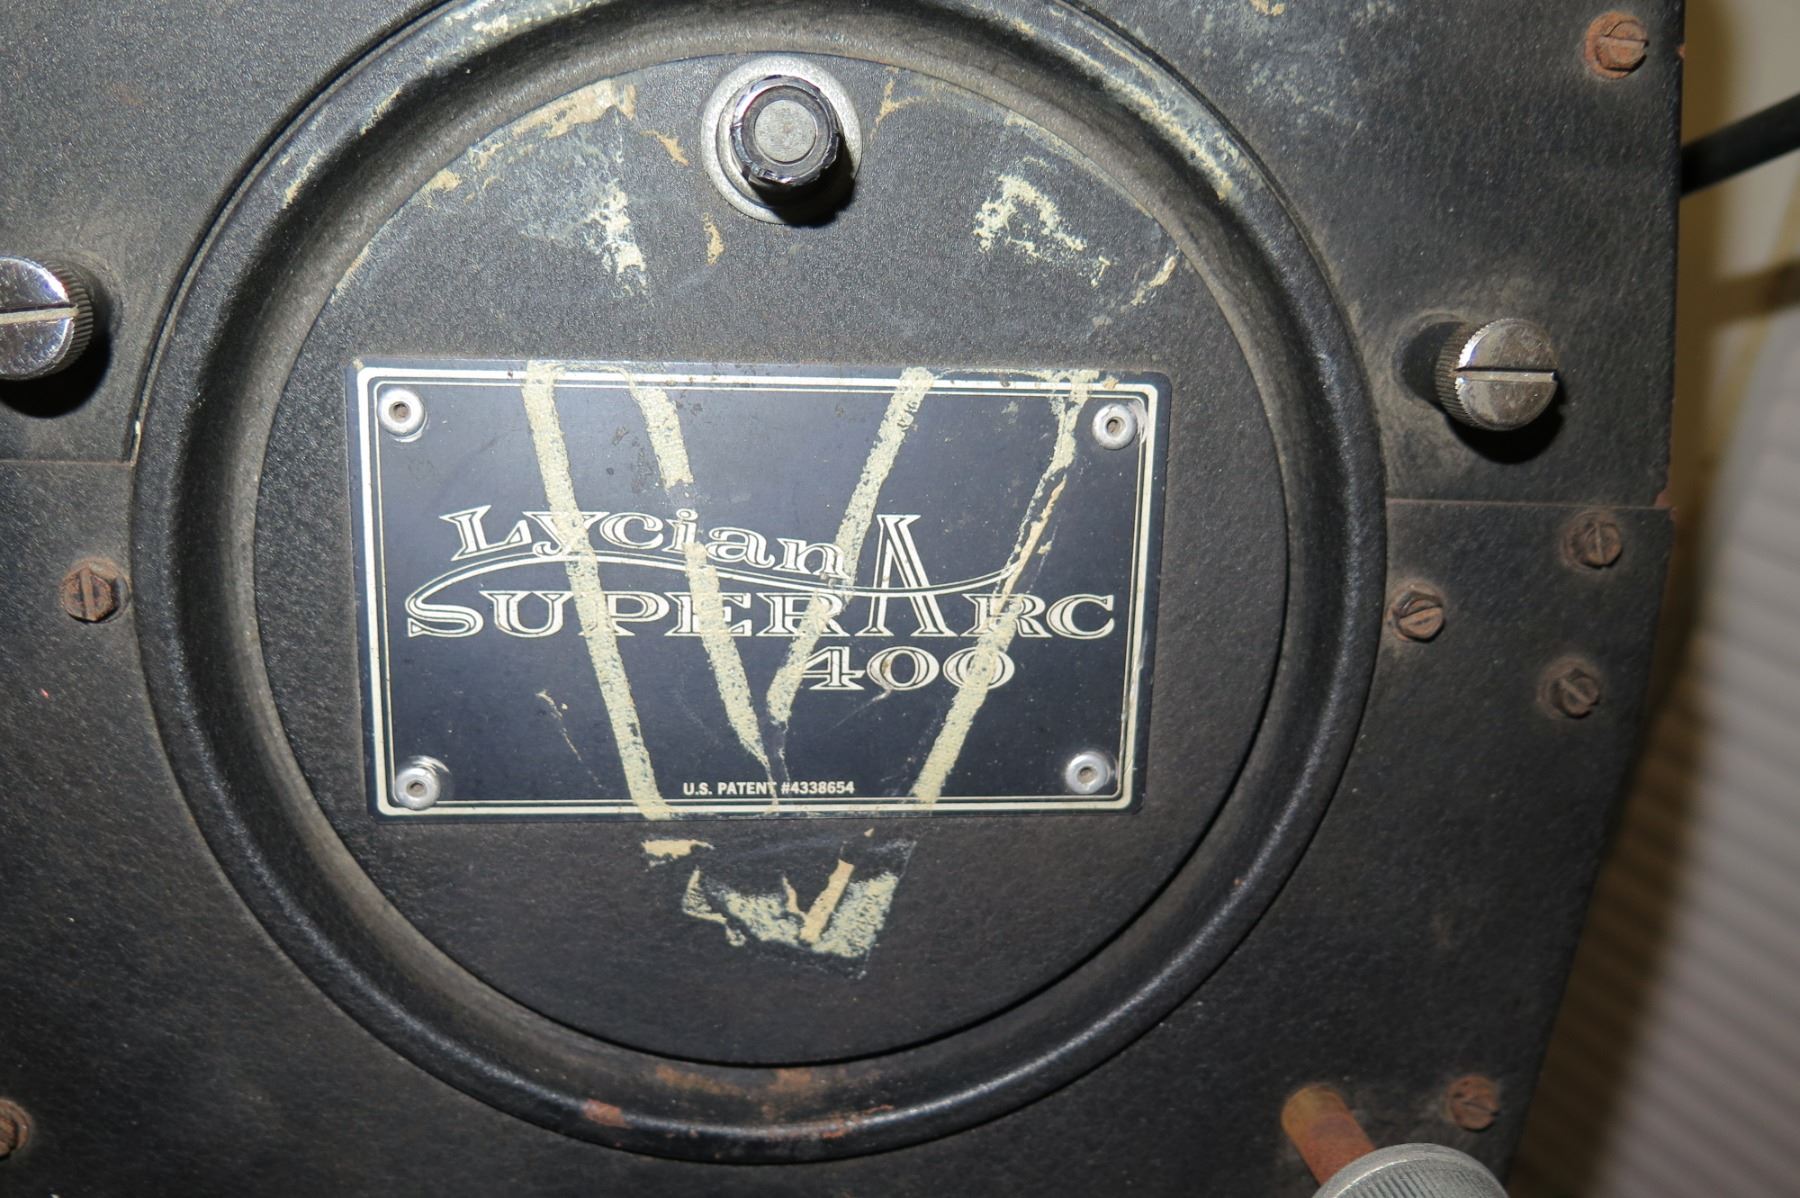 Lycian
SUPERARC
400
U.S. PATENT #4338654